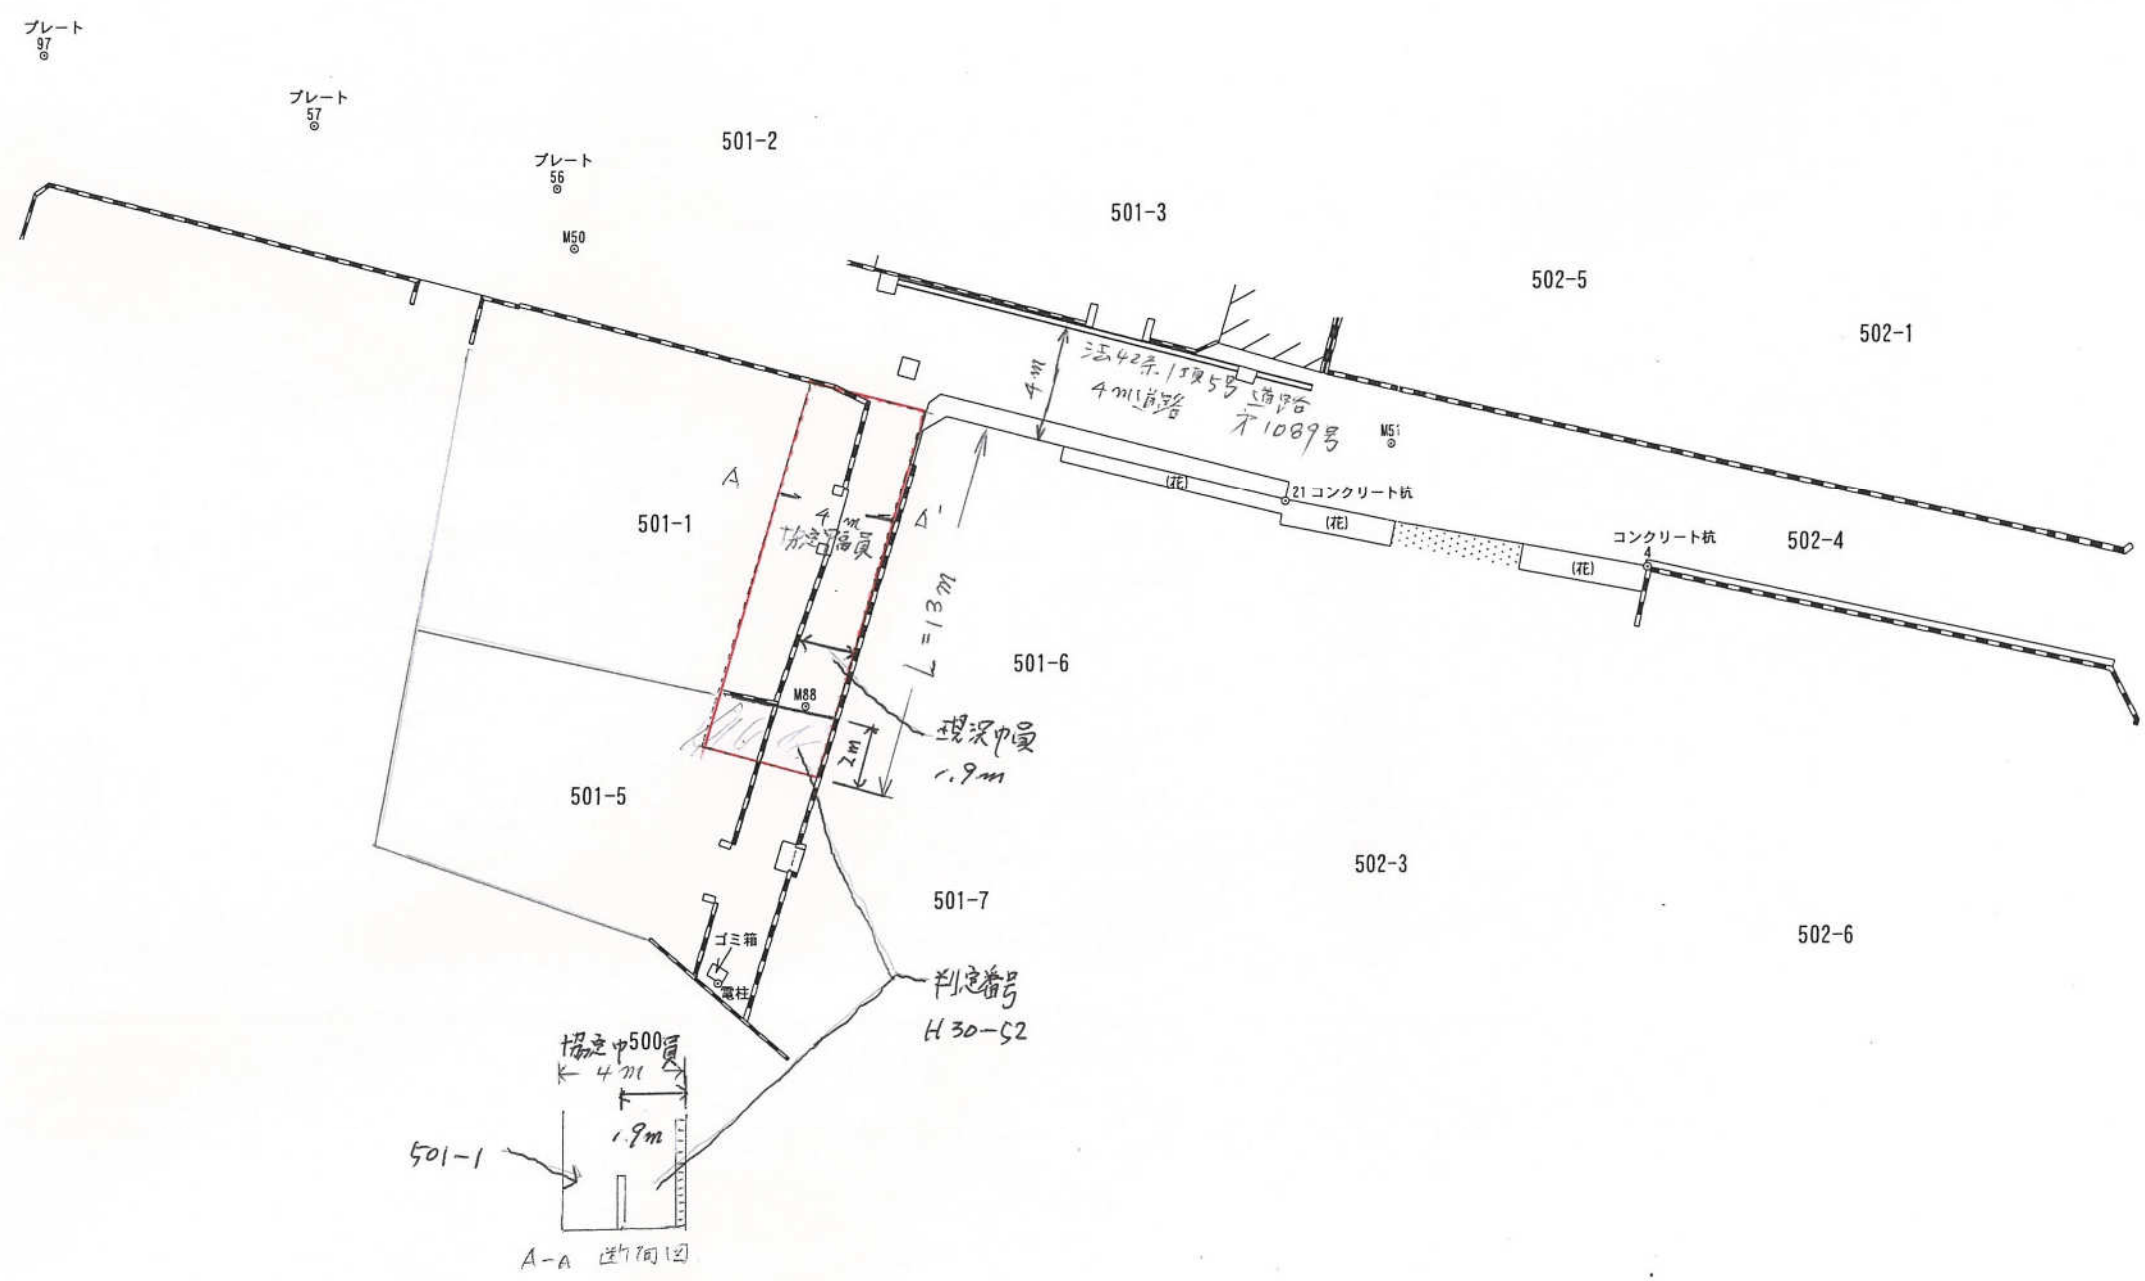 プレート
97
プレート
57
プレート
56
M50
501-2
501-3
502-5
502-1
4m
法42条1項5号道路
4m道路
第1089号
M51
(花)
21 コンクリート杭
(花)
コンクリート杭
4
(花)
502-4
A
A'
501-1
4m
協定幅員
L=13m
501-6
M88
現況巾員
1.9m
2m
501-5
502-3
501-7
502-6
ゴミ箱
電柱
判定番号
H30-52
協定巾員
500
4m
1.9m
501-1
A-A 断面図